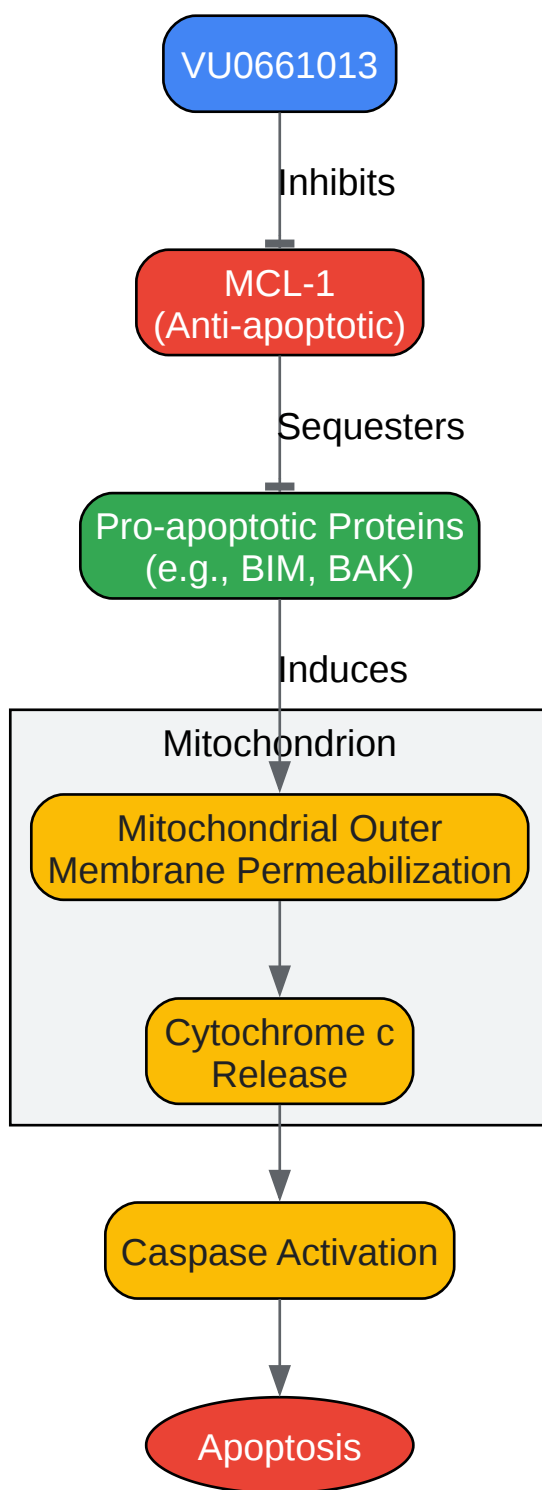 VU0661013
Inhibits
MCL-1
(Anti-apoptotic)
Sequesters
Pro-apoptotic Proteins
(e.g., BIM, BAK)
Induces
Mitochondrion
Mitochondrial Outer
Membrane Permeabilization
Cytochrome c
Release
Caspase Activation
Apoptosis